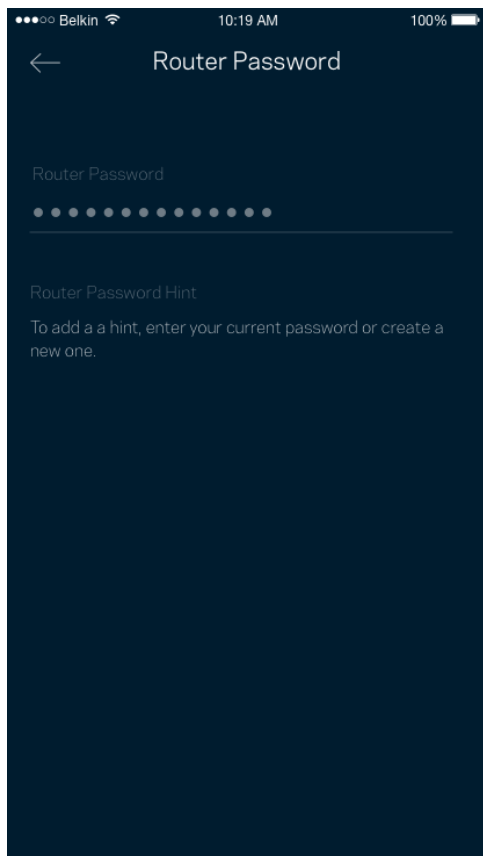 ●●●○○ Belkin 10:19 AM 100%
Router Password
Router Password
●●●●●●●●●●●●●●
Router Password Hint
To add a a hint, enter your current password or create a
new one.